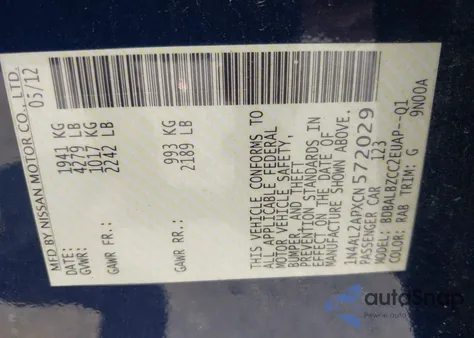 MFD BY NISSAN MOTOR CO., LTD.
DATE: 03/12
GVWR: 1941 KG
4279 LB
GAWR FR.: 1017 KG
2242 LB
GAWR RR.: 993 KG
2189 LB
THIS VEHICLE CONFORMS TO
ALL APPLICABLE FEDERAL
MOTOR VEHICLE SAFETY,
BUMPER, AND THEFT
PREVENTION STANDARDS IN
EFFECT ON THE DATE OF
MANUFACTURE SHOWN ABOVE.
1N4AL2APXCN572029
PASSENGER CAR 123
MODEL: BDBALBZCC2EUAP--Q1
COLOR: RAB TRIM: G 9N00A
autoSnap
Powrie auto